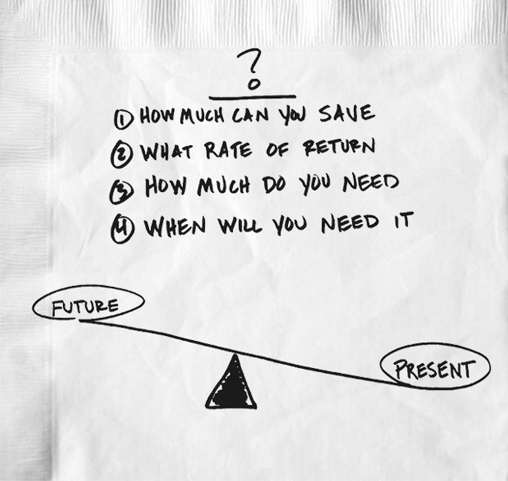 ?
① HOW MUCH CAN YOU SAVE
② WHAT RATE OF RETURN
③ HOW MUCH DO YOU NEED
④ WHEN WILL YOU NEED IT
FUTURE
PRESENT